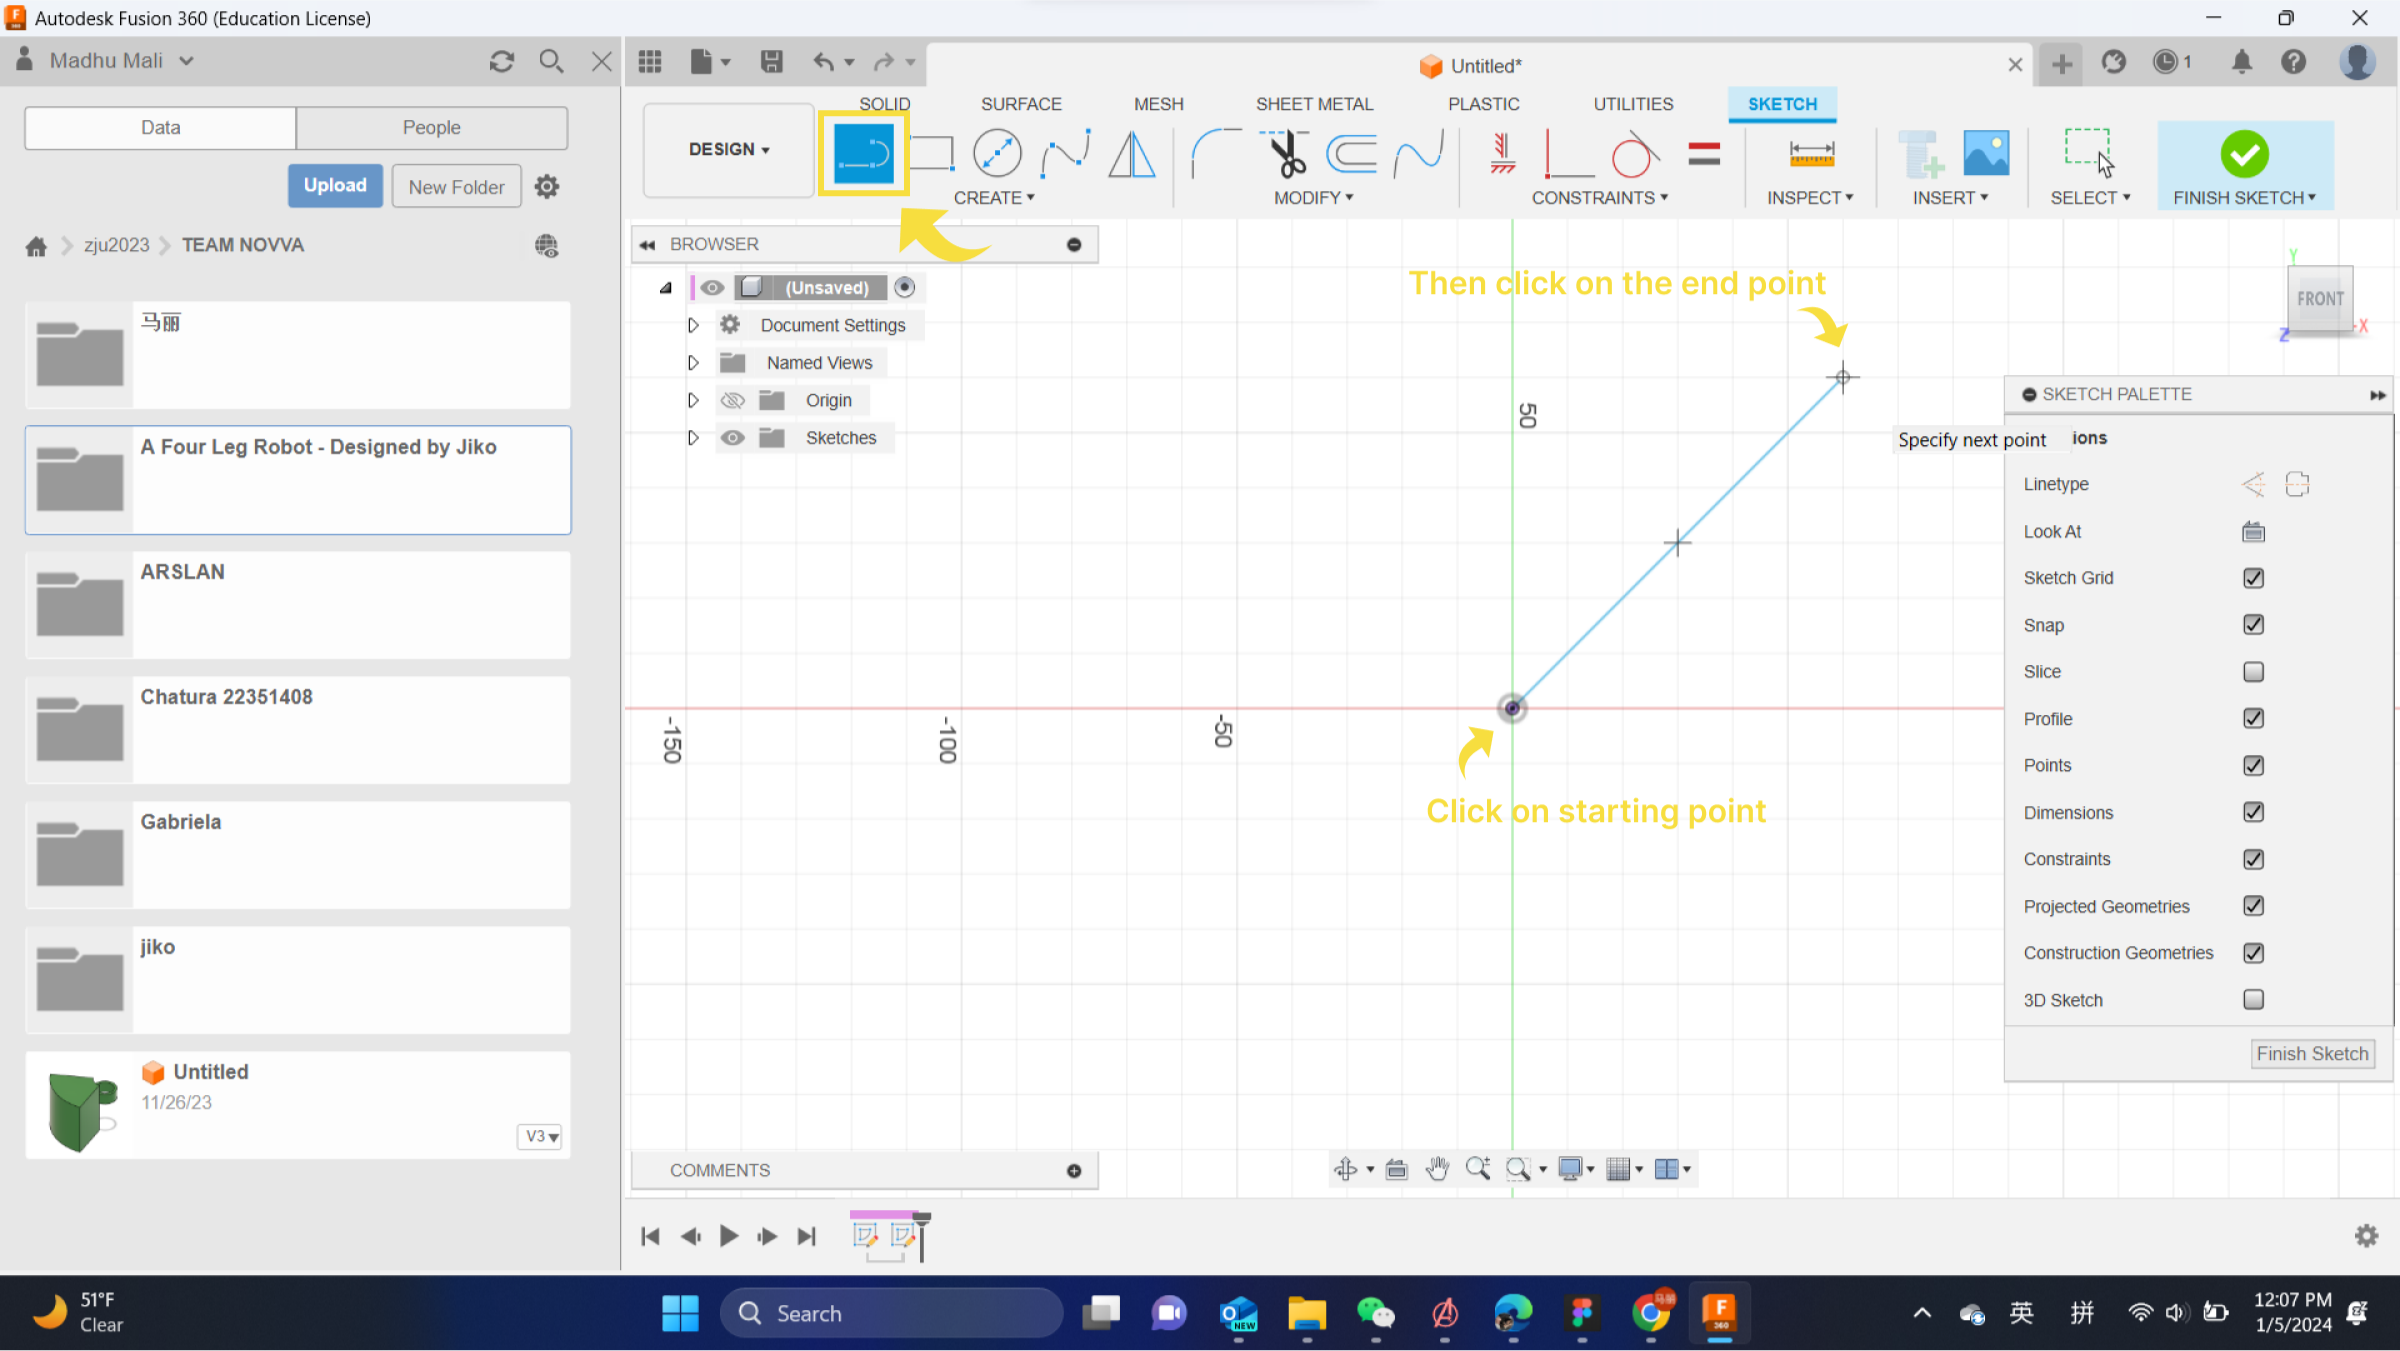 Autodesk Fusion 360 (Education License)
Madhu Mali
Untitled*
1
Data
People
Upload
New Folder
zju2023
TEAM NOVVA
马丽
A Four Leg Robot - Designed by Jiko
ARSLAN
Chatura 22351408
Gabriela
jiko
Untitled
11/26/23
V3
DESIGN
SOLID
SURFACE
MESH
SHEET METAL
PLASTIC
UTILITIES
SKETCH
CREATE
MODIFY
CONSTRAINTS
INSPECT
INSERT
SELECT
FINISH SKETCH
BROWSER
(Unsaved)
Document Settings
Named Views
Origin
Sketches
Then click on the end point
Y
FRONT
X
Z
50
-150
-100
-50
Click on starting point
Specify next point
SKETCH PALETTE
ions
Linetype
Look At
Sketch Grid
Snap
Slice
Profile
Points
Dimensions
Constraints
Projected Geometries
Construction Geometries
3D Sketch
Finish Sketch
COMMENTS
51°F
Clear
Search
NEW
马丽
F
360
英
拼
12:07 PM
1/5/2024